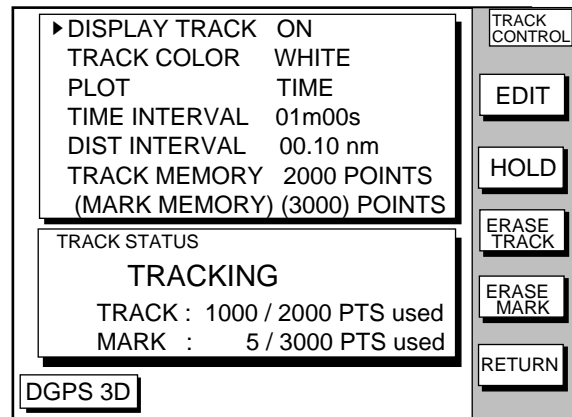 ▶DISPLAY TRACK ON
TRACK COLOR WHITE
PLOT TIME
TIME INTERVAL 01m00s
DIST INTERVAL 00.10 nm
TRACK MEMORY 2000 POINTS
(MARK MEMORY) (3000) POINTS
TRACK STATUS
TRACKING
TRACK : 1000 / 2000 PTS used
MARK : 5 / 3000 PTS used
DGPS 3D
TRACK
CONTROL
EDIT
HOLD
ERASE
TRACK
ERASE
MARK
RETURN